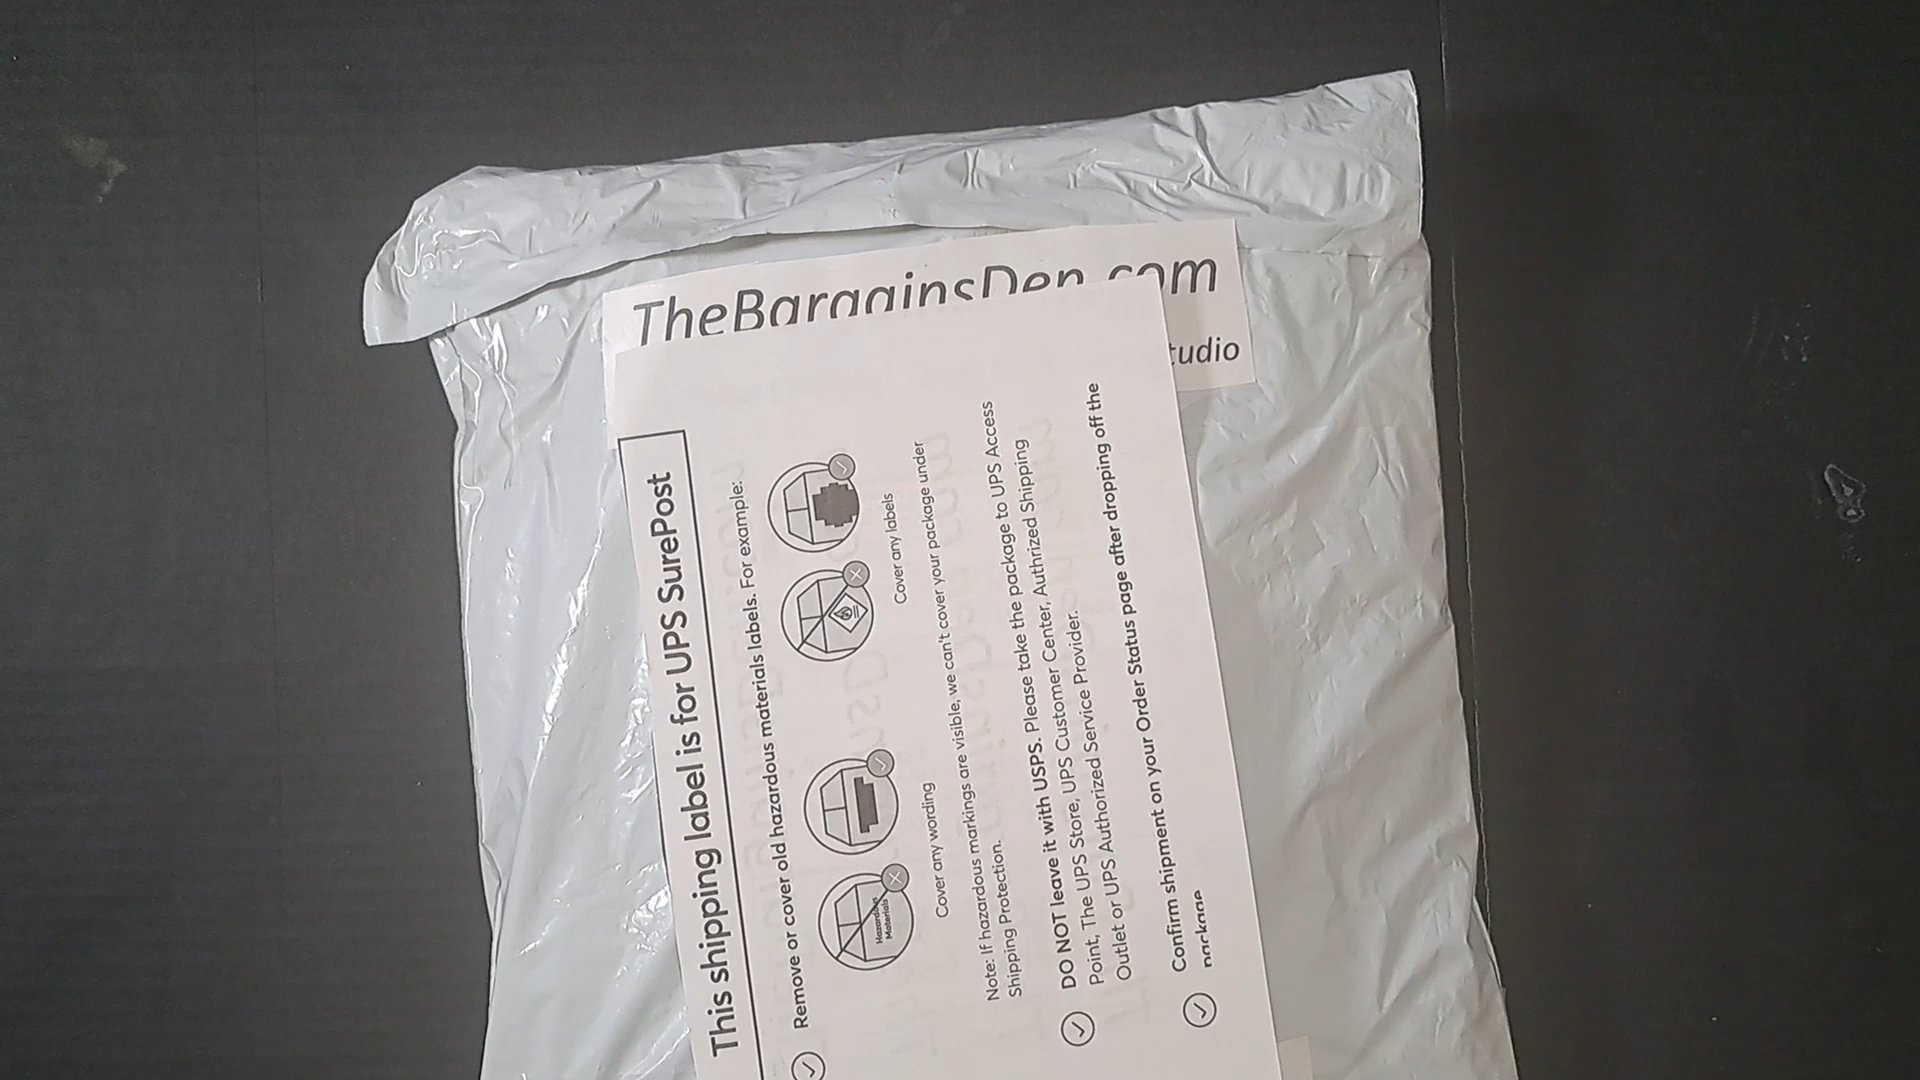 TheBargainsDen.com
tudio
This shipping label is for UPS SurePost
Remove or cover old hazardous materials labels. For example:
Hazardous
Materials
Cover any wording
Cover any labels
Note: If hazardous markings are visible, we can't cover your package under
Shipping Protection.
DO NOT leave it with USPS. Please take the package to UPS Access
Point, The UPS Store, UPS Customer Center, Authrized Shipping
Outlet or UPS Authorized Service Provider.
Confirm shipment on your Order Status page after dropping off the
package